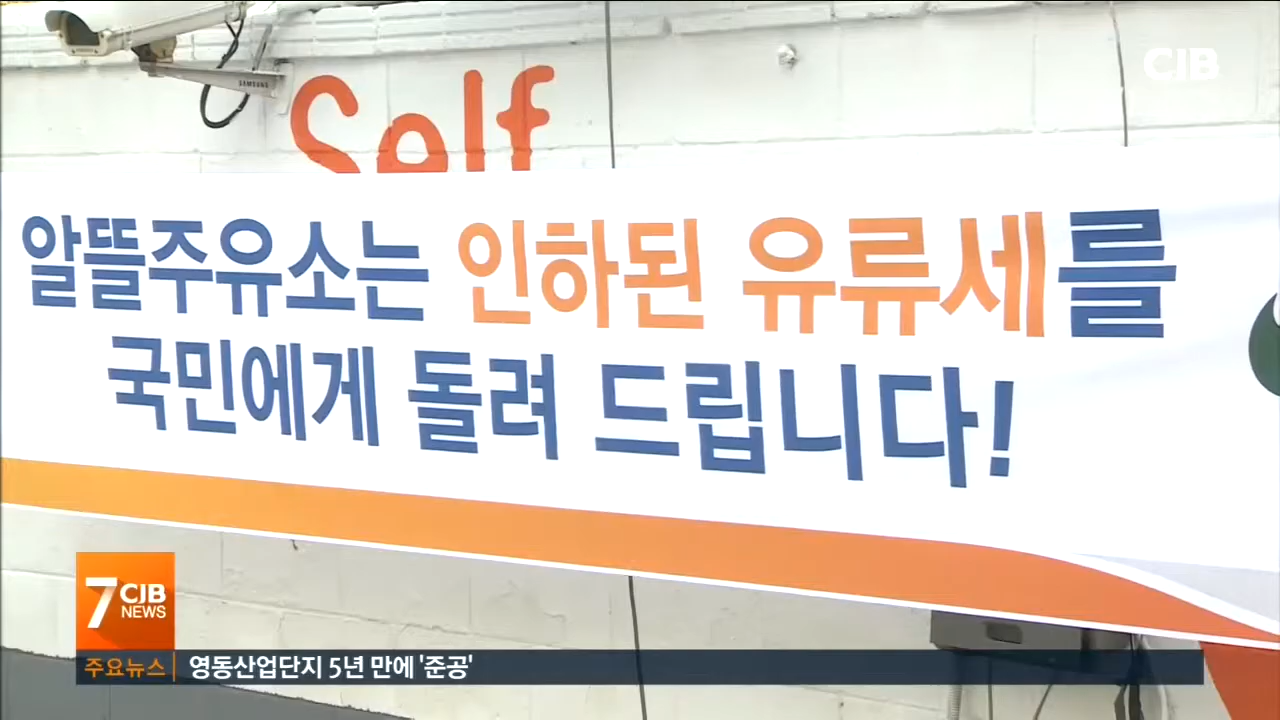 CJB
SAMSUNG
Self
알뜰주유소는 인하된 유류세를
국민에게 돌려 드립니다!
7 CJB
NEWS
주요뉴스 | 영동산업단지 5년 만에 '준공'